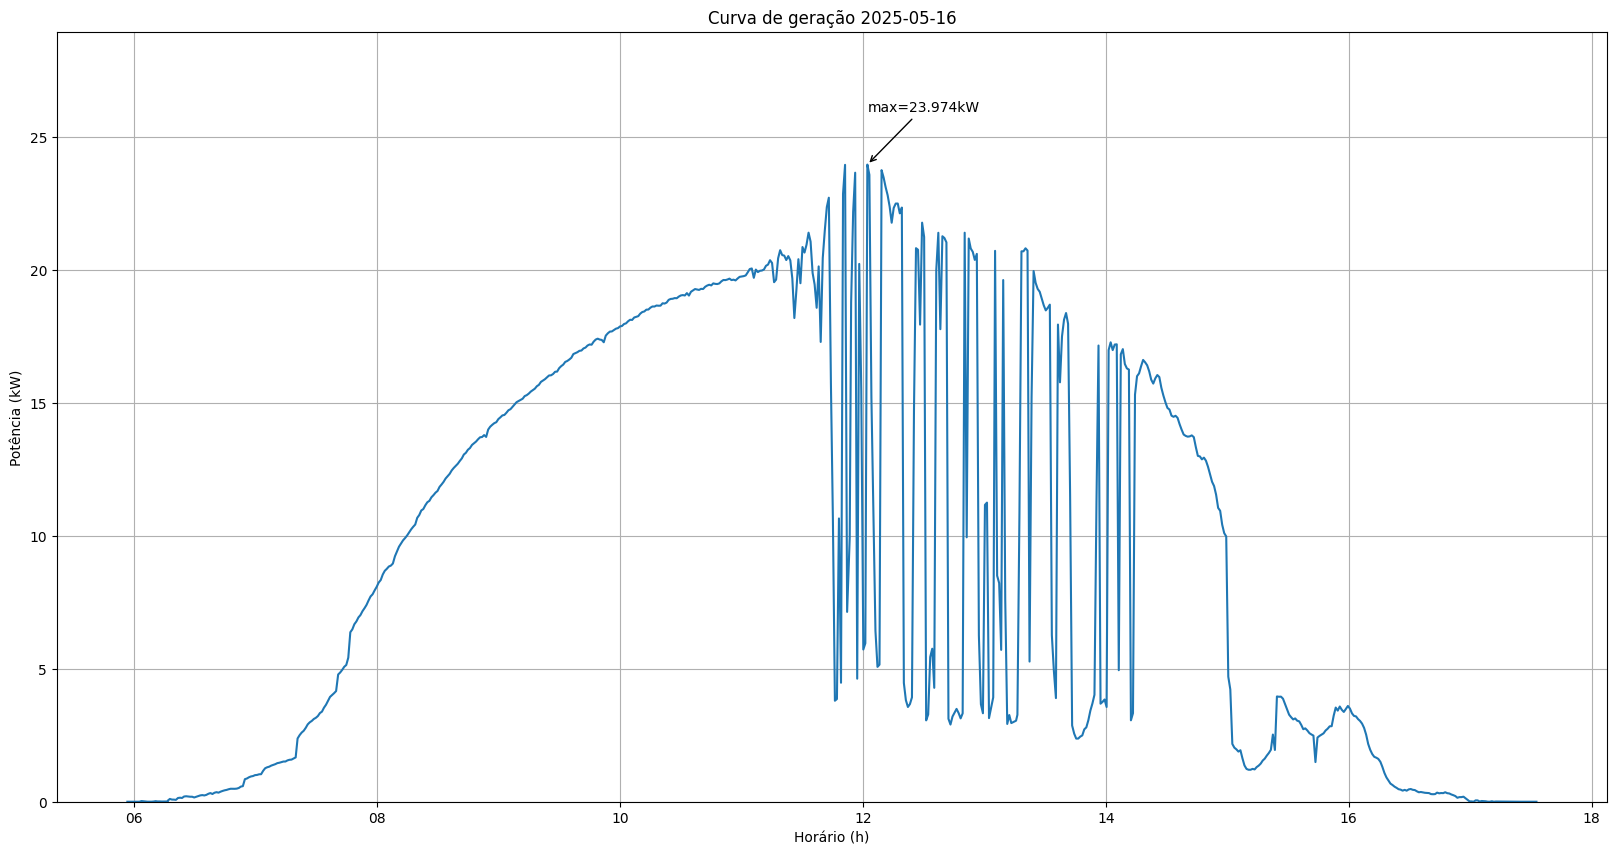 Curva de geração 2025-05-16
max=23.974kW
25
20
15
10
5
0
Potência (kW)
06 08 10 12 14 16 18
Horário (h)